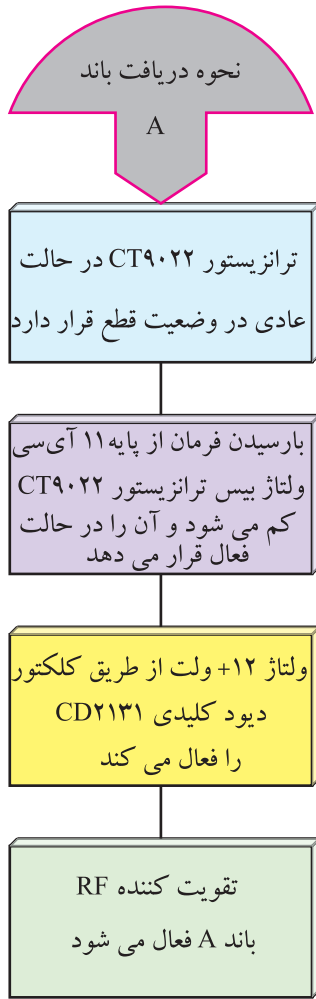 نحوه دریافت باند
A
ترانزیستور CT۹۰۲۲ در حالت
عادی در وضعیت قطع قرار دارد
بارسیدن فرمان از پایه۱۱ آی‌سی
ولتاژ بیس ترانزیستور CT۹۰۲۲
کم می شود و آن را در حالت
فعال قرار می دهد
ولتاژ ۱۲+ ولت از طریق کلکتور
دیود کلیدی CD۲۱۳۱
را فعال می کند
تقویت کننده RF
باند A فعال می شود